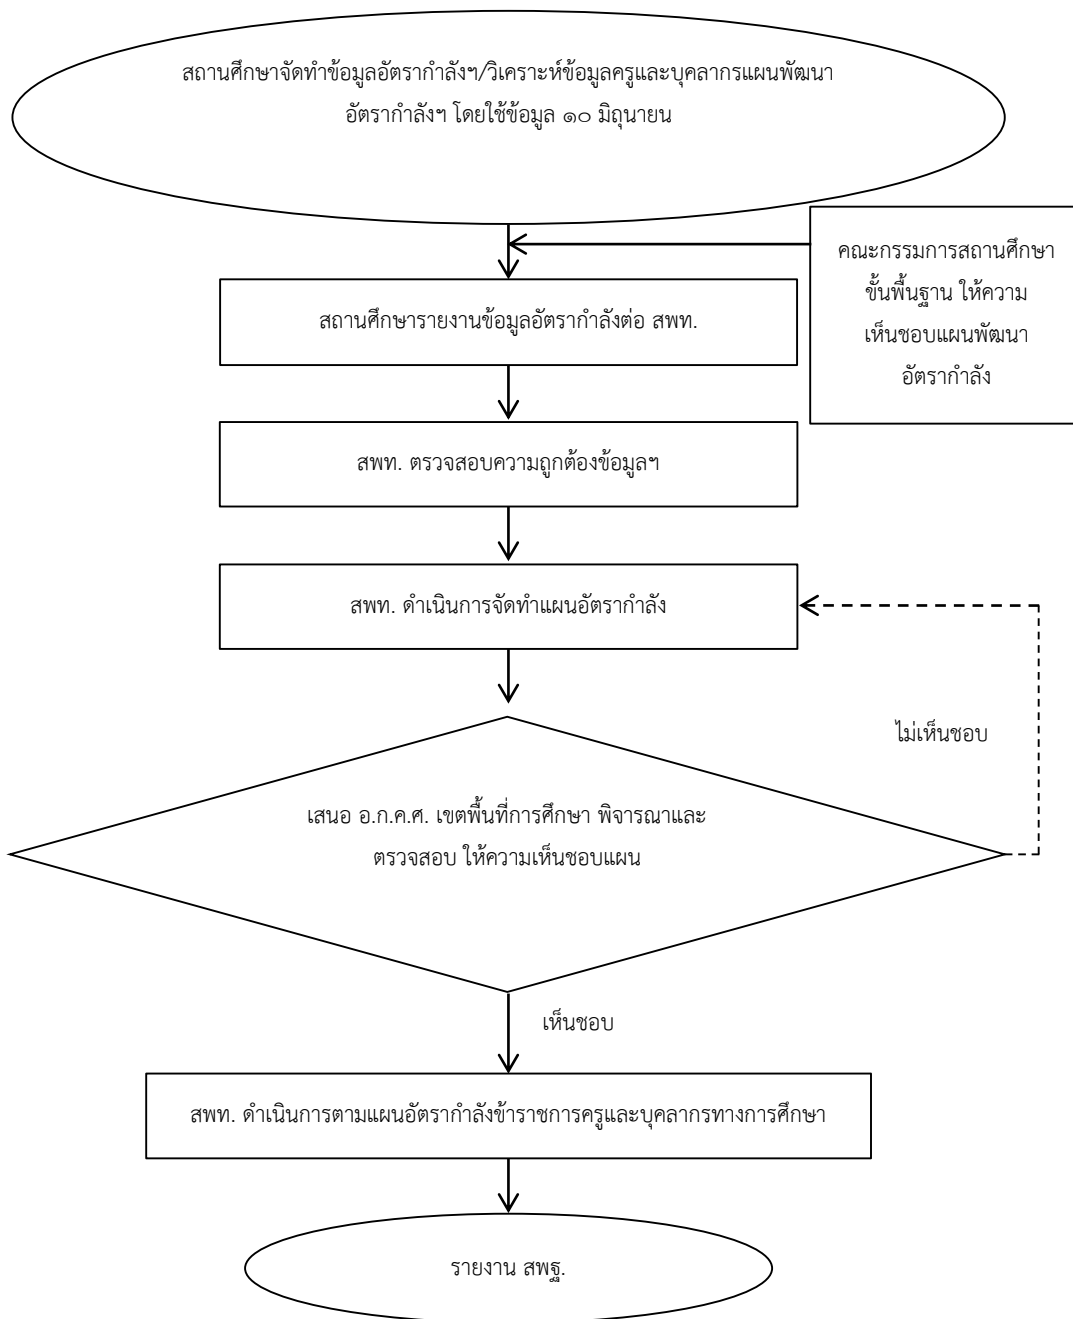 สถานศึกษาจัดทำข้อมูลอัตรากำลังฯ/วิเคราะห์ข้อมูลครูและบุคลากรแผนพัฒนา
อัตรากำลังฯ โดยใช้ข้อมูล ๑๐ มิถุนายน
คณะกรรมการสถานศึกษา
ขั้นพื้นฐาน ให้ความ
เห็นชอบแผนพัฒนา
อัตรากำลัง
สถานศึกษารายงานข้อมูลอัตรากำลังต่อ สพท.
สพท. ตรวจสอบความถูกต้องข้อมูลฯ
สพท. ดำเนินการจัดทำแผนอัตรากำลัง
ไม่เห็นชอบ
เสนอ อ.ก.ค.ศ. เขตพื้นที่การศึกษา พิจารณาและ
ตรวจสอบ ให้ความเห็นชอบแผน
เห็นชอบ
สพท. ดำเนินการตามแผนอัตรากำลังข้าราชการครูและบุคลากรทางการศึกษา
รายงาน สพฐ.